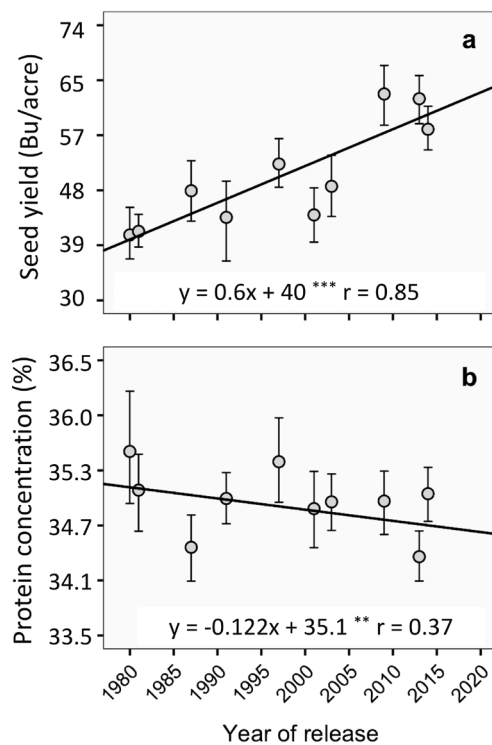 a
Seed yield (Bu/acre)
74
65
57
48
39
30
y = 0.6x + 40 *** r = 0.85
b
Protein concentration (%)
36.5
36.0
35.3
34.7
34.1
33.5
y = -0.122x + 35.1 ** r = 0.37
1980 1985 1990 1995 2000 2005 2010 2015 2020
Year of release